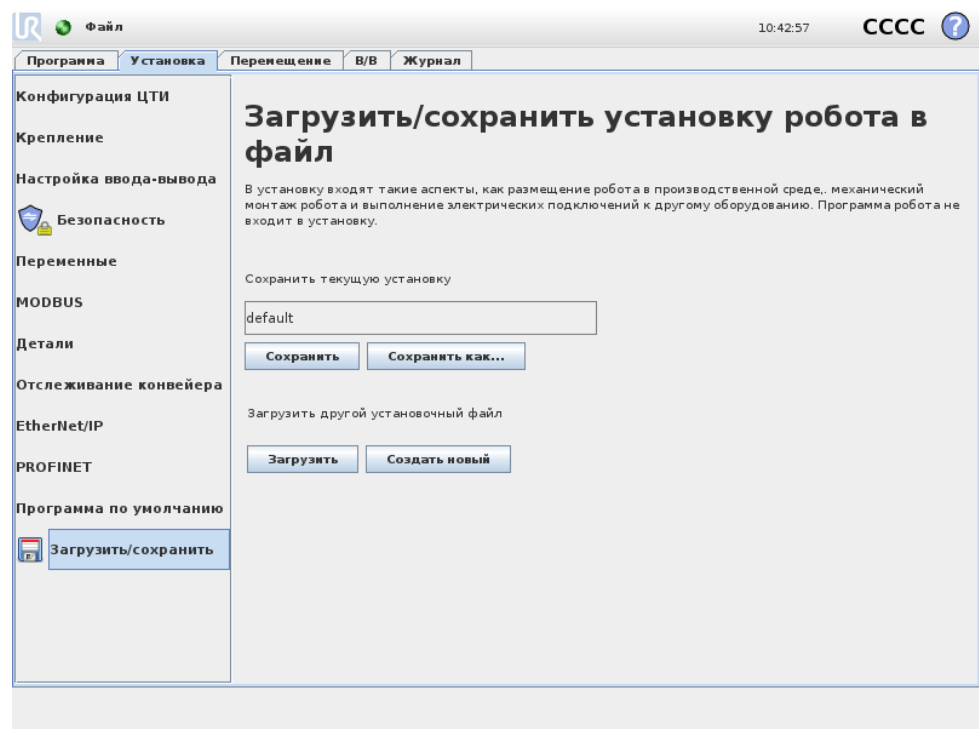 UR
Файл
10:42:57
CCCC
?
Программа
Установка
Перемещение
В/В
Журнал
Конфигурация ЦТИ
Крепление
Настройка ввода-вывода
Безопасность
Переменные
MODBUS
Детали
Отслеживание конвейера
EtherNet/IP
PROFINET
Программа по умолчанию
Загрузить/сохранить
Загрузить/сохранить установку робота в
файл
В установку входят такие аспекты, как размещение робота в производственной среде,. механический
монтаж робота и выполнение электрических подключений к другому оборудованию. Программа робота не
входит в установку.
Сохранить текущую установку
default
Сохранить
Сохранить как...
Загрузить другой установочный файл
Загрузить
Создать новый